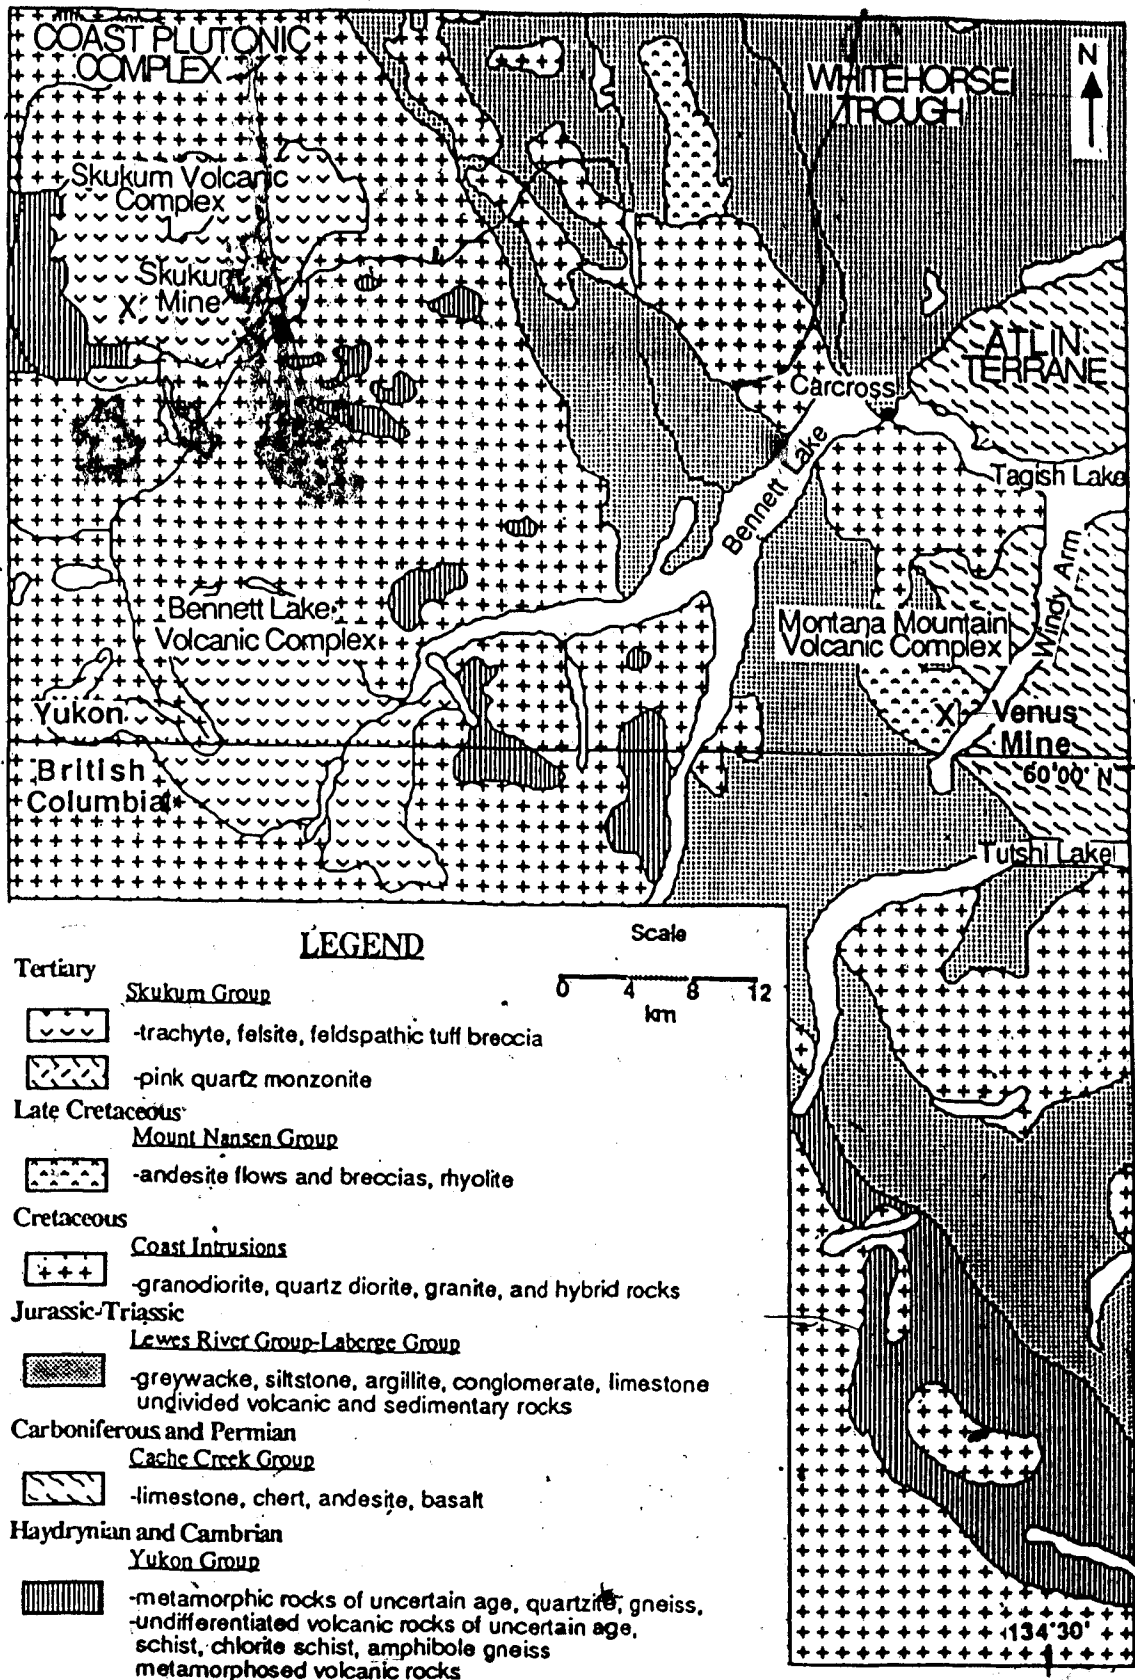 COAST PLUTONIC
COMPLEX
WHITEHORSE
TROUGH
N
Skukum Volcanic
Complex
Skukum
Mine
X
ATLIN
TERRANE
Carcross
Bennett Lake
Tagish Lake
Windy Arm
Bennett Lake
Volcanic Complex
Montana Mountain
Volcanic Complex
Yukon
X
Venus
Mine
British
Columbia
60°00' N
Tutshi Lake
LEGEND
Scale
0 4 8 12
km
Tertiary
Skukum Group
-trachyte, felsite, feldspathic tuff breccia
-pink quartz monzonite
Late Cretaceous
Mount Nansen Group
-andesite flows and breccias, rhyolite
Cretaceous
Coast Intrusions
-granodiorite, quartz diorite, granite, and hybrid rocks
Jurassic-Triassic
Lewes River Group-Laberge Group
-greywacke, siltstone, argillite, conglomerate, limestone
undivided volcanic and sedimentary rocks
Carboniferous and Permian
Cache Creek Group
-limestone, chert, andesite, basalt
Haydrynian and Cambrian
Yukon Group
-metamorphic rocks of uncertain age, quartzite, gneiss,
-undifferentiated volcanic rocks of uncertain age,
schist, chlorite schist, amphibole gneiss
metamorphosed volcanic rocks
134°30'